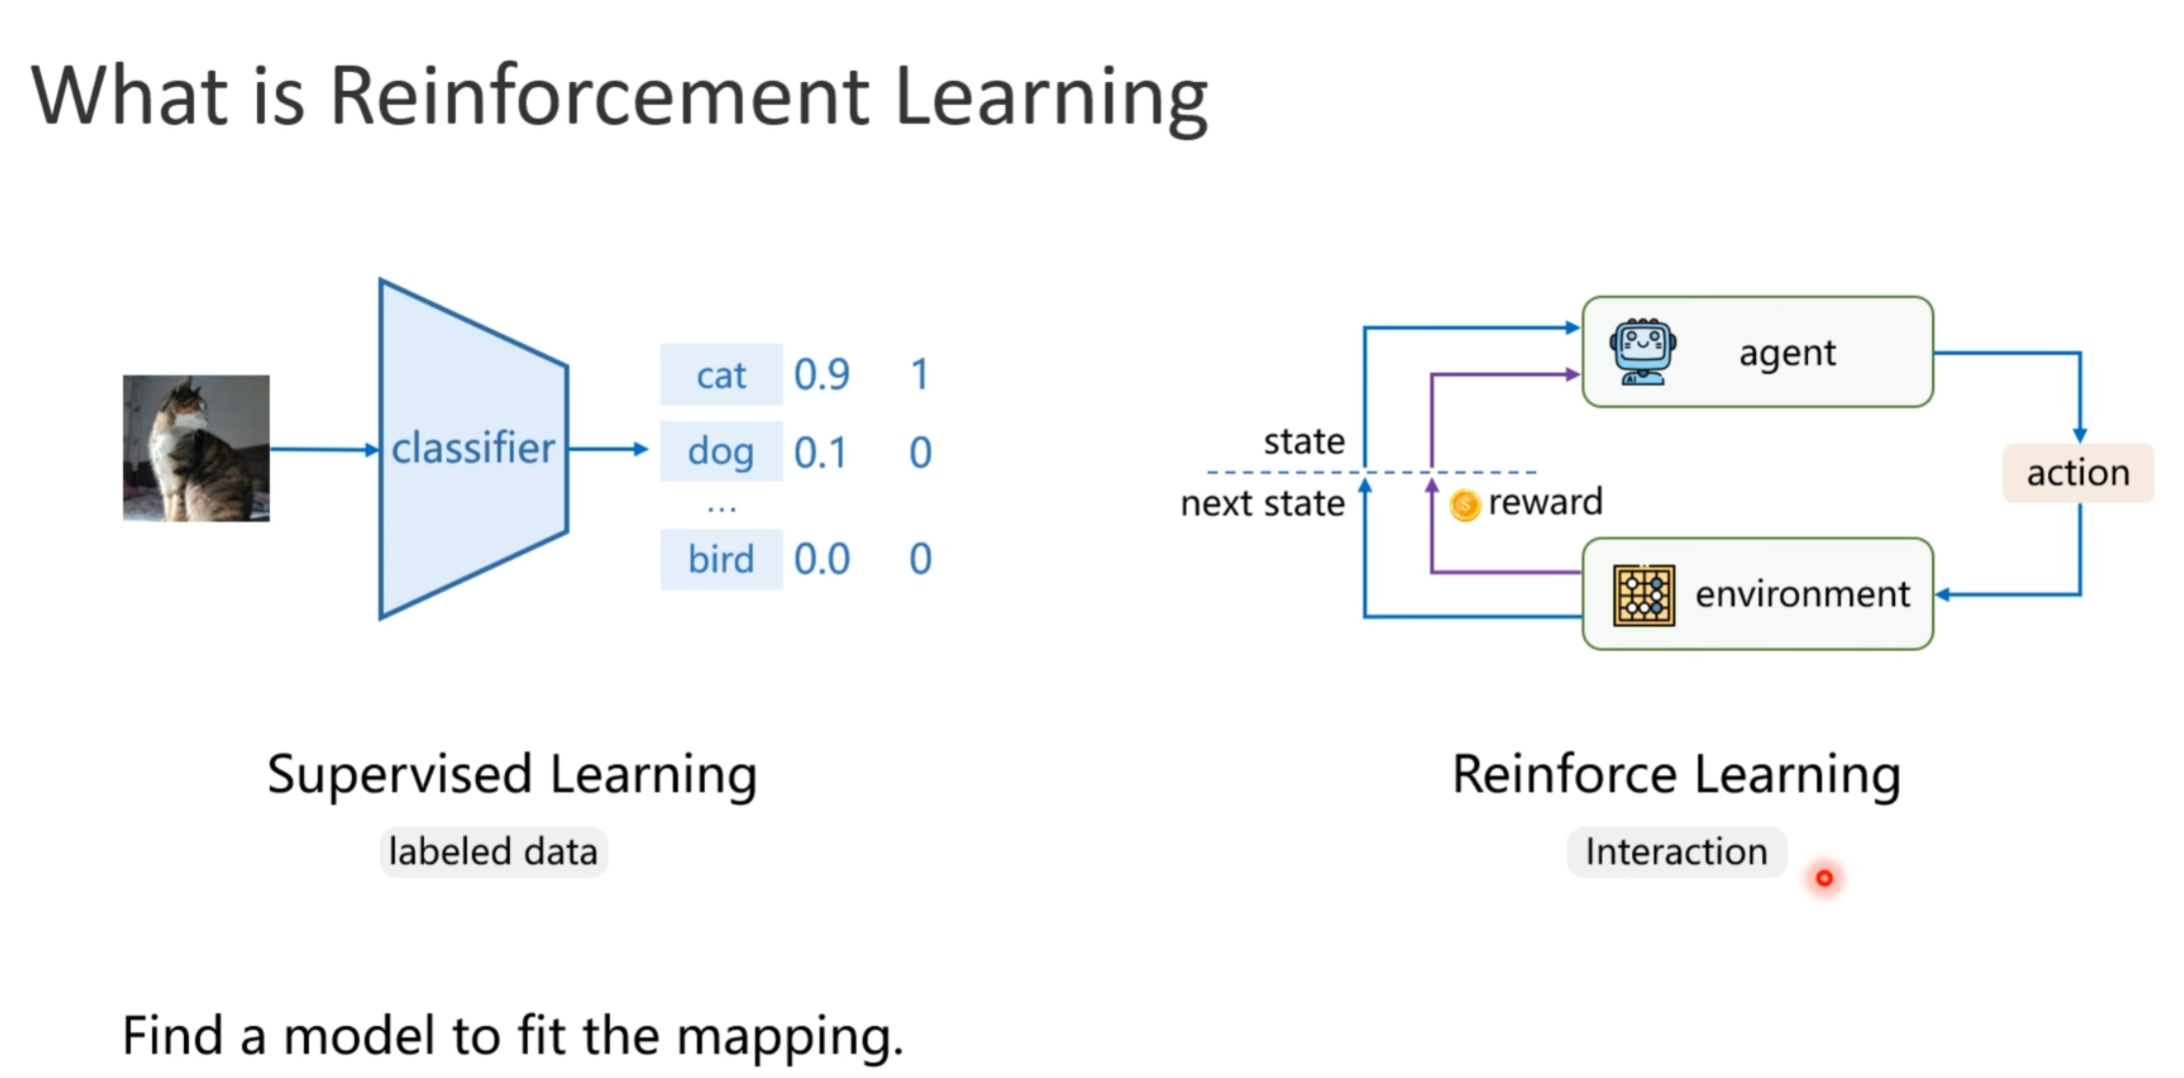 What is Reinforcement Learning
classifier
cat 0.9 1
dog 0.1 0
...
bird 0.0 0
Supervised Learning
labeled data
Find a model to fit the mapping.
agent
AI
state
next state
$ reward
action
environment
Reinforce Learning
Interaction